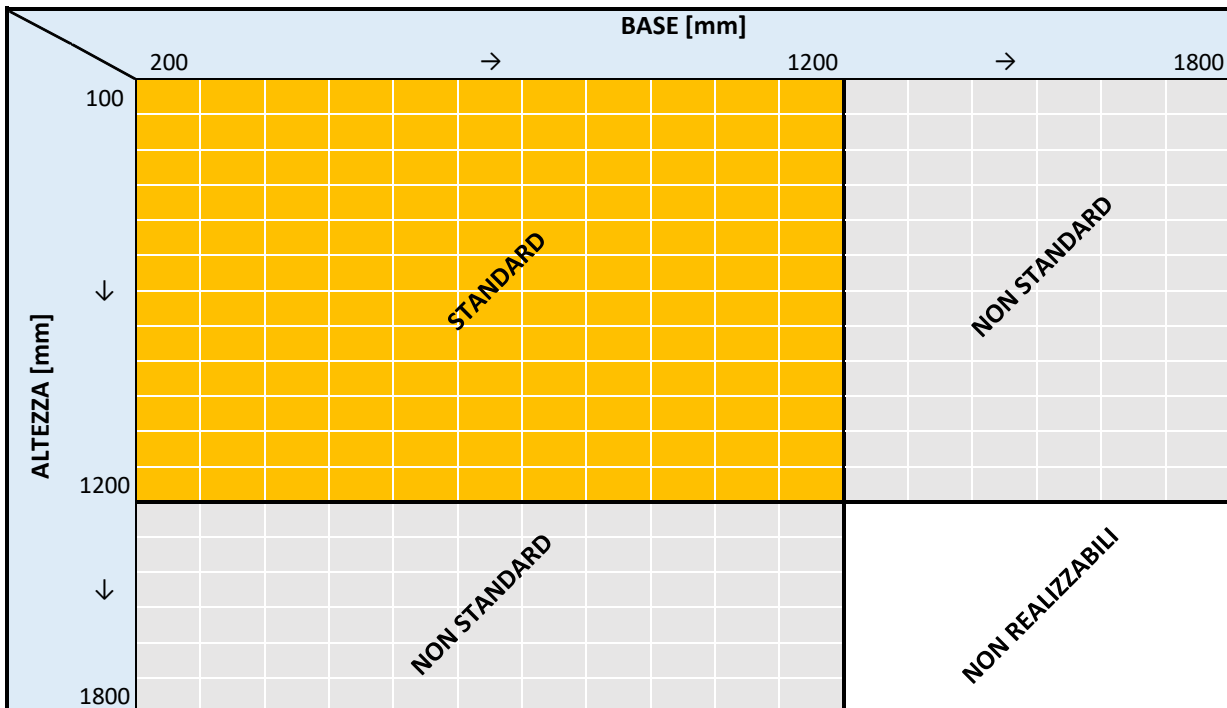 BASE [mm]
200 → 1200 → 1800
100
STANDARD
NON STANDARD
↓
ALTEZZA [mm]
1200
NON STANDARD
NON REALIZZABILI
↓
1800